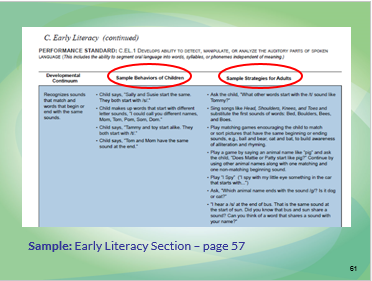 C. Early Literacy (continued)
PERFORMANCE STANDARD: C.EL.1 DEVELOPS ABILITY TO DETECT, MANIPULATE, OR ANALYZE THE AUDITORY PARTS OF SPOKEN
LANGUAGE (This includes the ability to segment oral language into words, syllables, or phonemes independent of meaning.)
Developmental
Continuum
Sample Behaviors of Children
Sample Strategies for Adults
Recognizes sounds
that match and
words that begin or
end with the same
sounds.
• Child says, "Sally and Susie start the same.
They both start with /s/."
• Child makes up words that start with different
letter sounds. "I could call you different names,
Mom, Tom, Pom, Som, Dom."
• Child says, "Tammy and toy start alike. They
both start with /t/."
• Child says, "Tom and Mom have the same
sound at the end."
• Ask the child, "What other words start with the /t/ sound like
Tammy?"
• Sing songs like Head, Shoulders, Knees, and Toes and
substitute the first sounds of words: Bed, Boulders, Bees,
and Boes.
• Play matching games encouraging the child to match
or sort pictures that have the same beginning or ending
sounds, e.g., ball and bear; cat and bat, to build awareness
of alliteration and rhyming.
• Play a game by saying an animal name like "pig" and ask
the child, "Does Mattie or Patty start like pig?" Continue by
using other animal names along with one matching and
one non-matching beginning sound.
• Play "I Spy" ("I spy with my little eye something in the car
that starts with...")
• Ask, "Which animal name ends with the sound /g/? Is it dog
or cat?"
• "I hear a /s/ at the end of bus. That is the same sound at
the start of sun. Did you know that bus and sun share a
sound? Can you think of a word that shares a sound with
your name?"
Sample: Early Literacy Section – page 57
61